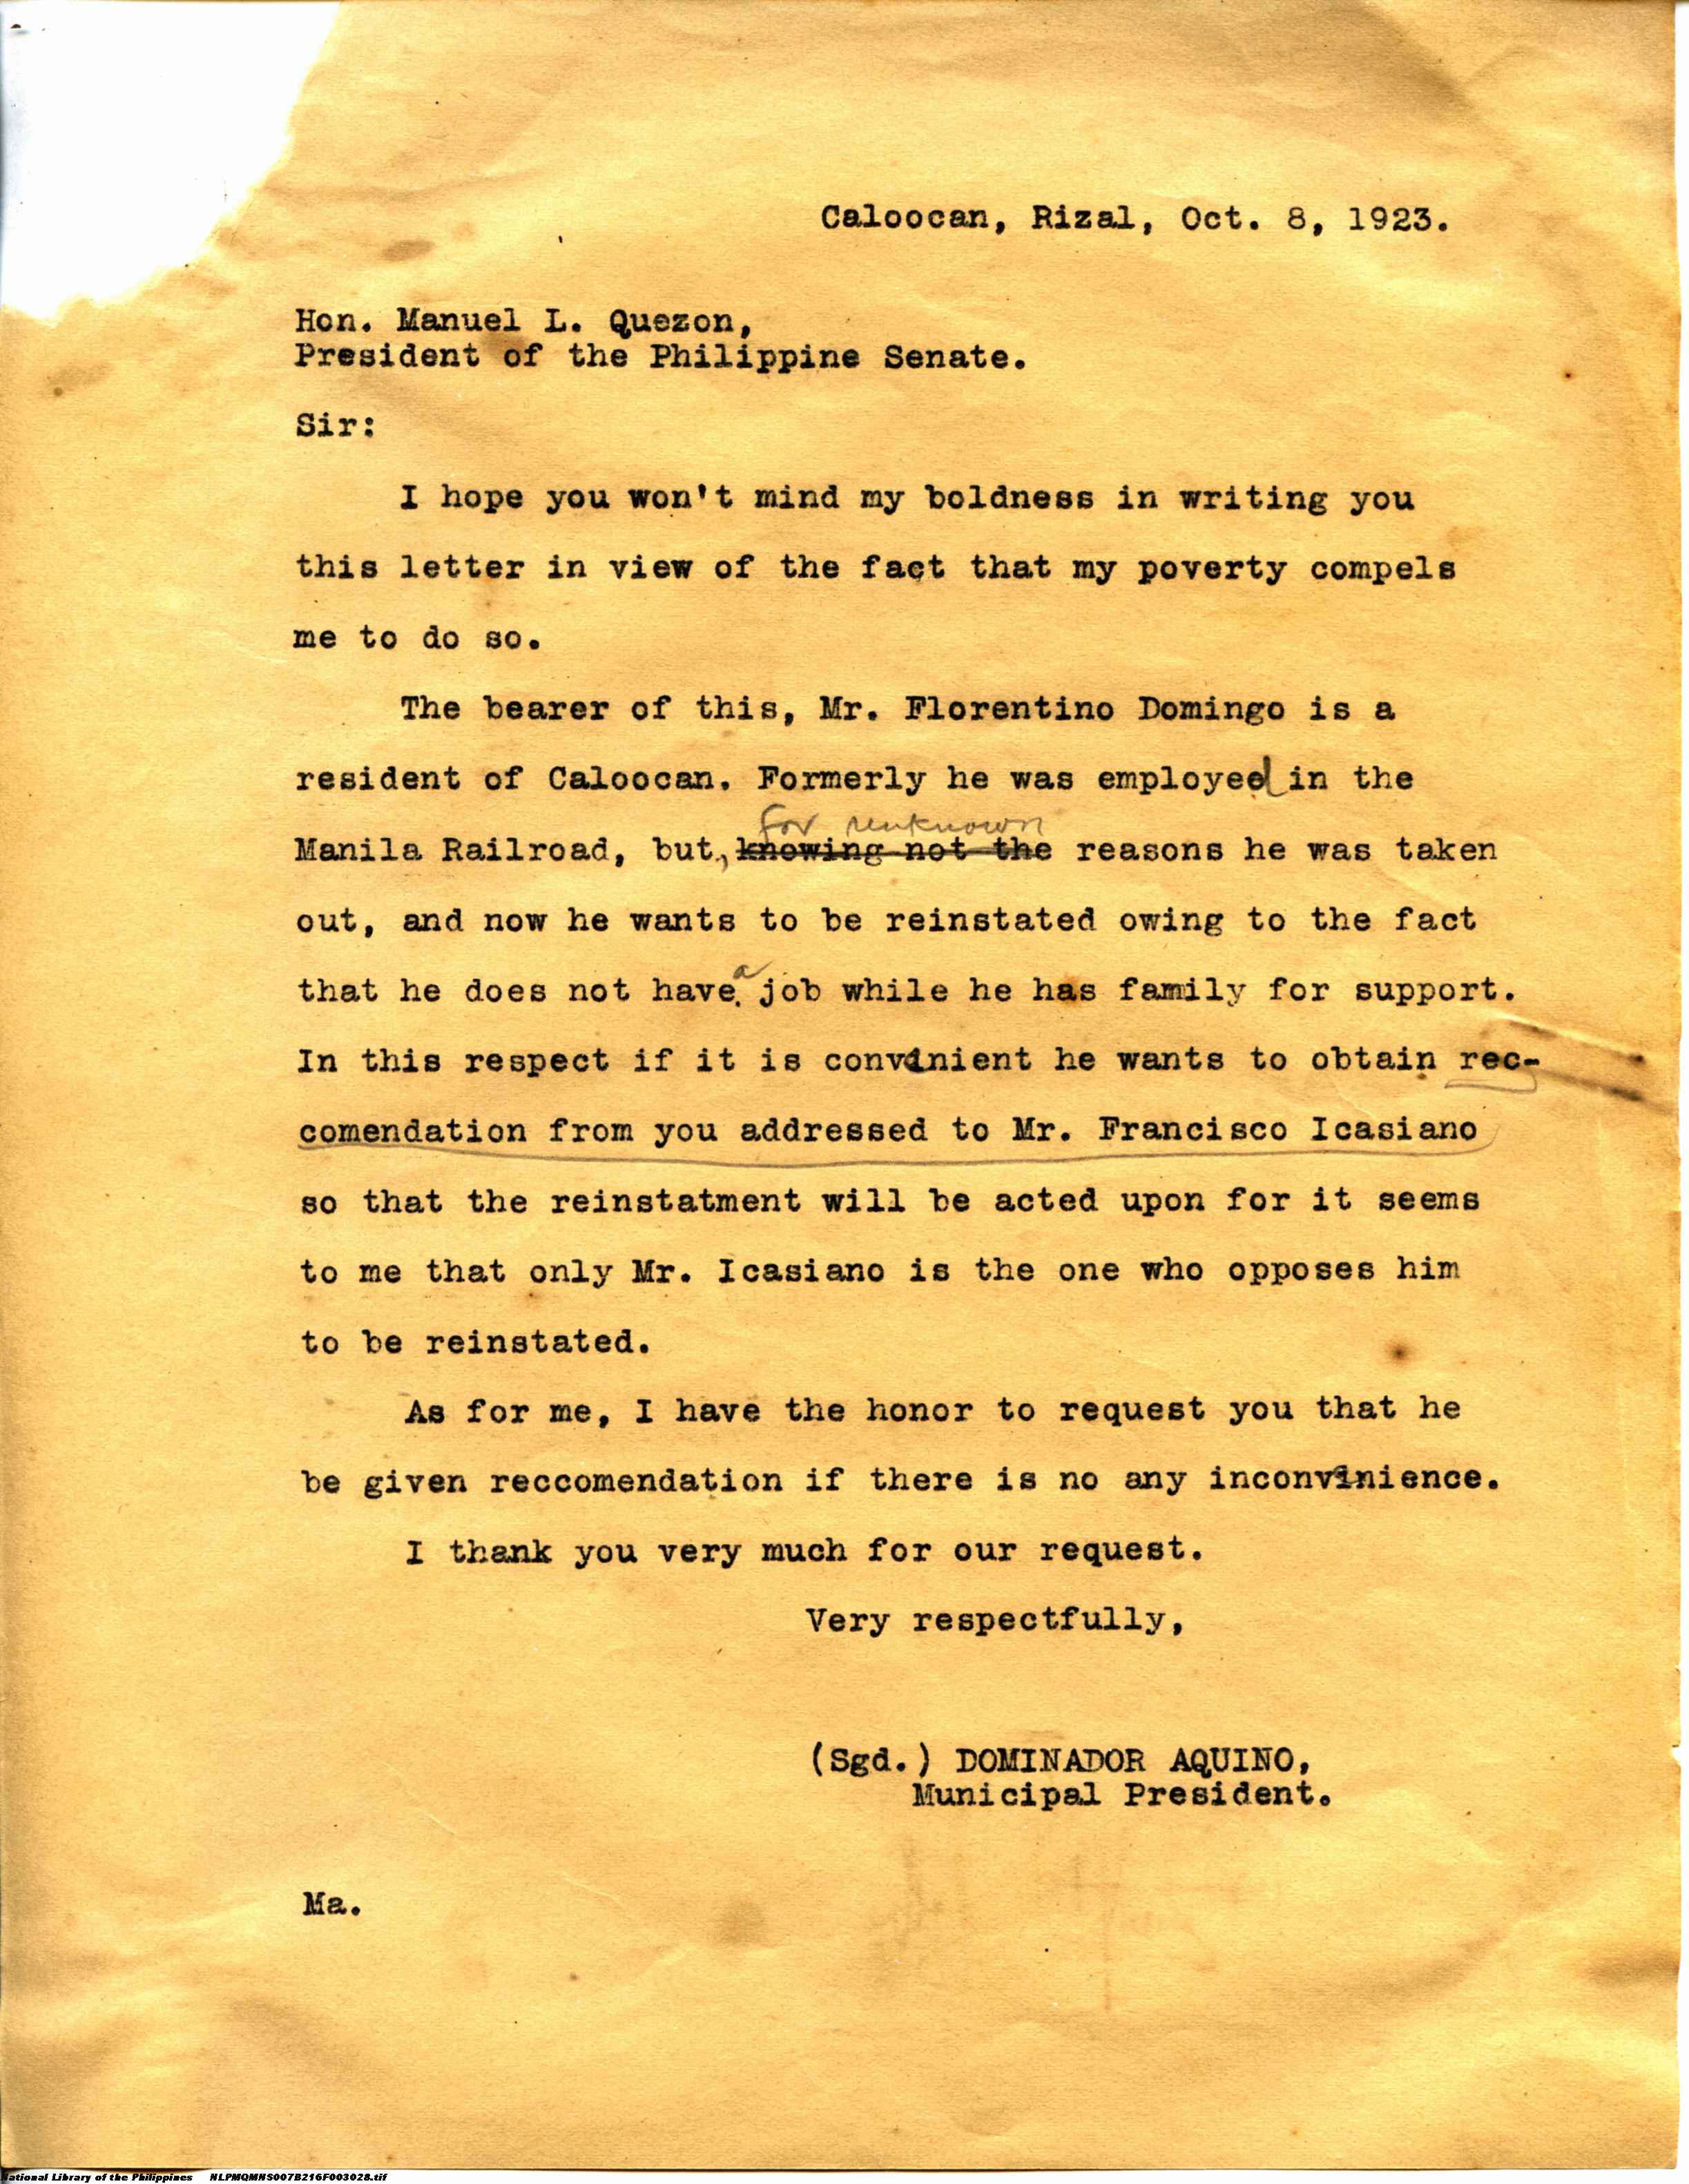 Caloocan, Rizal, Oct. 8, 1923.
Hon. Manuel L. Quezon,
President of the Philippine Senate.
Sir:
I hope you won't mind my boldness in writing you
this letter in view of the fact that my poverty compels
me to do so.
The bearer of this, Mr. Florentino Domingo is a
resident of Caloocan. Formerly he was employeed in the
for unknown
Manila Railroad, but, knowing not the reasons he was taken
out, and now he wants to be reinstated owing to the fact
that he does not have a job while he has family for support.
In this respect if it is convenient he wants to obtain rec-
comendation from you addressed to Mr. Francisco Icasiano
so that the reinstatment will be acted upon for it seems
to me that only Mr. Icasiano is the one who opposes him
to be reinstated.
As for me, I have the honor to request you that he
be given reccomendation if there is no any inconvinience.
I thank you very much for our request.
Very respectfully,
(Sgd.) DOMINADOR AQUINO,
Municipal President.
Ma.
National Library of the Philippines NLPMQMNS007B216F003028.tif